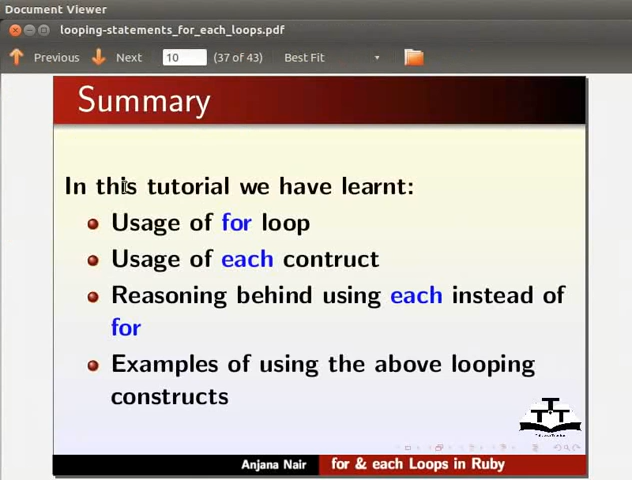 Document Viewer
looping-statements_for_each_loops.pdf
Previous Next 10 (37 of 43) Best Fit
Summary
In this tutorial we have learnt:
Usage of for loop
Usage of each contruct
Reasoning behind using each instead of
for
Examples of using the above looping
constructs
Anjana Nair for & each Loops in Ruby